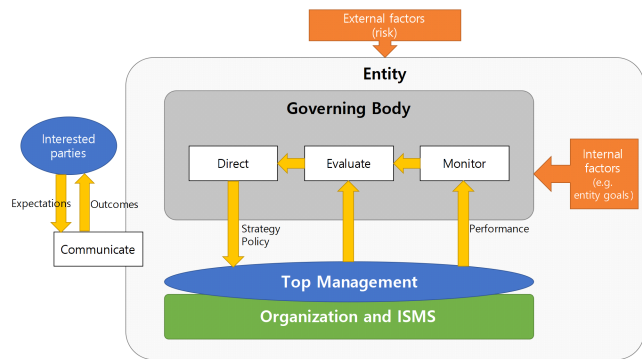 External factors
(risk)
Entity
Governing Body
Interested
parties
Direct
Evaluate
Monitor
Internal
factors
(e.g.
entity goals)
Expectations
Outcomes
Communicate
Strategy
Policy
Performance
Top Management
Organization and ISMS